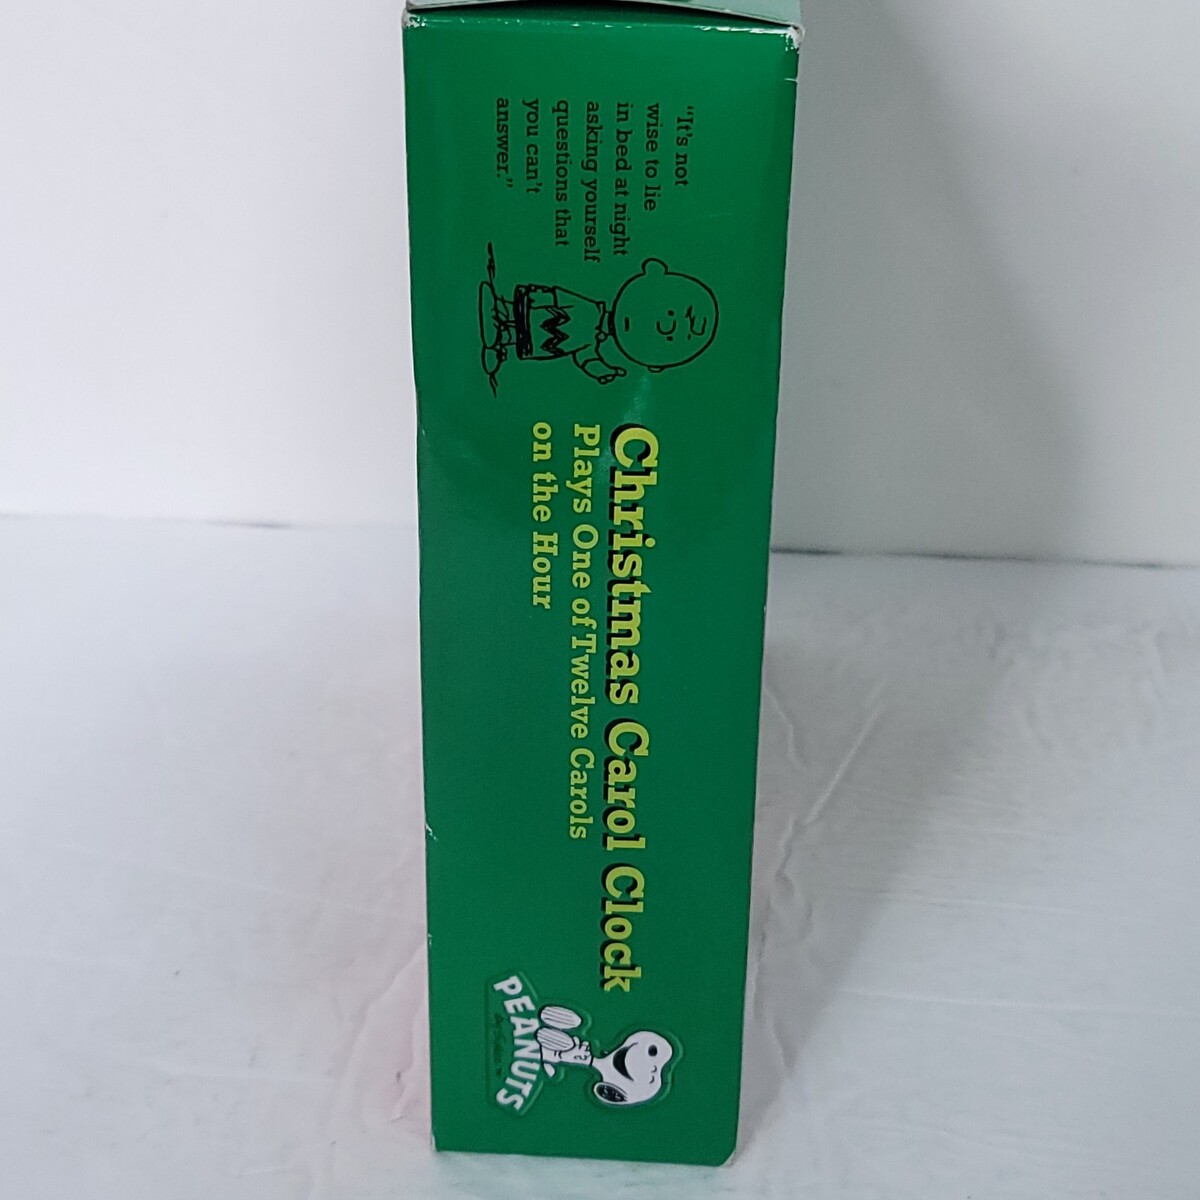 "It's not
wise to lie
in bed at night
asking yourself
questions that
you can't
answer."
Christmas Carol Clock
Plays One of Twelve Carols
on the Hour
PEANUTS